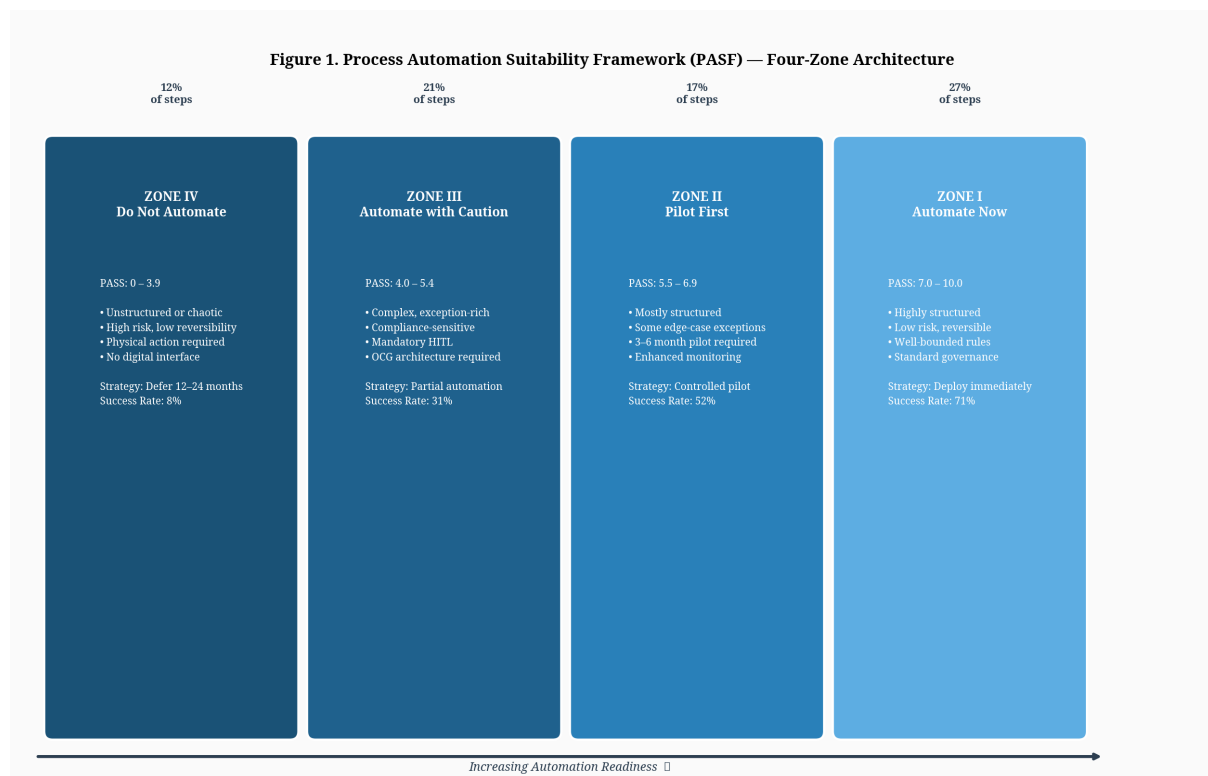 Figure 1. Process Automation Suitability Framework (PASF) — Four-Zone Architecture
12%
of steps
21%
of steps
17%
of steps
27%
of steps
ZONE IV
Do Not Automate
PASS: 0 – 3.9
• Unstructured or chaotic
• High risk, low reversibility
• Physical action required
• No digital interface
Strategy: Defer 12–24 months
Success Rate: 8%
ZONE III
Automate with Caution
PASS: 4.0 – 5.4
• Complex, exception-rich
• Compliance-sensitive
• Mandatory HITL
• OCG architecture required
Strategy: Partial automation
Success Rate: 31%
ZONE II
Pilot First
PASS: 5.5 – 6.9
• Mostly structured
• Some edge-case exceptions
• 3–6 month pilot required
• Enhanced monitoring
Strategy: Controlled pilot
Success Rate: 52%
ZONE I
Automate Now
PASS: 7.0 – 10.0
• Highly structured
• Low risk, reversible
• Well-bounded rules
• Standard governance
Strategy: Deploy immediately
Success Rate: 71%
Increasing Automation Readiness